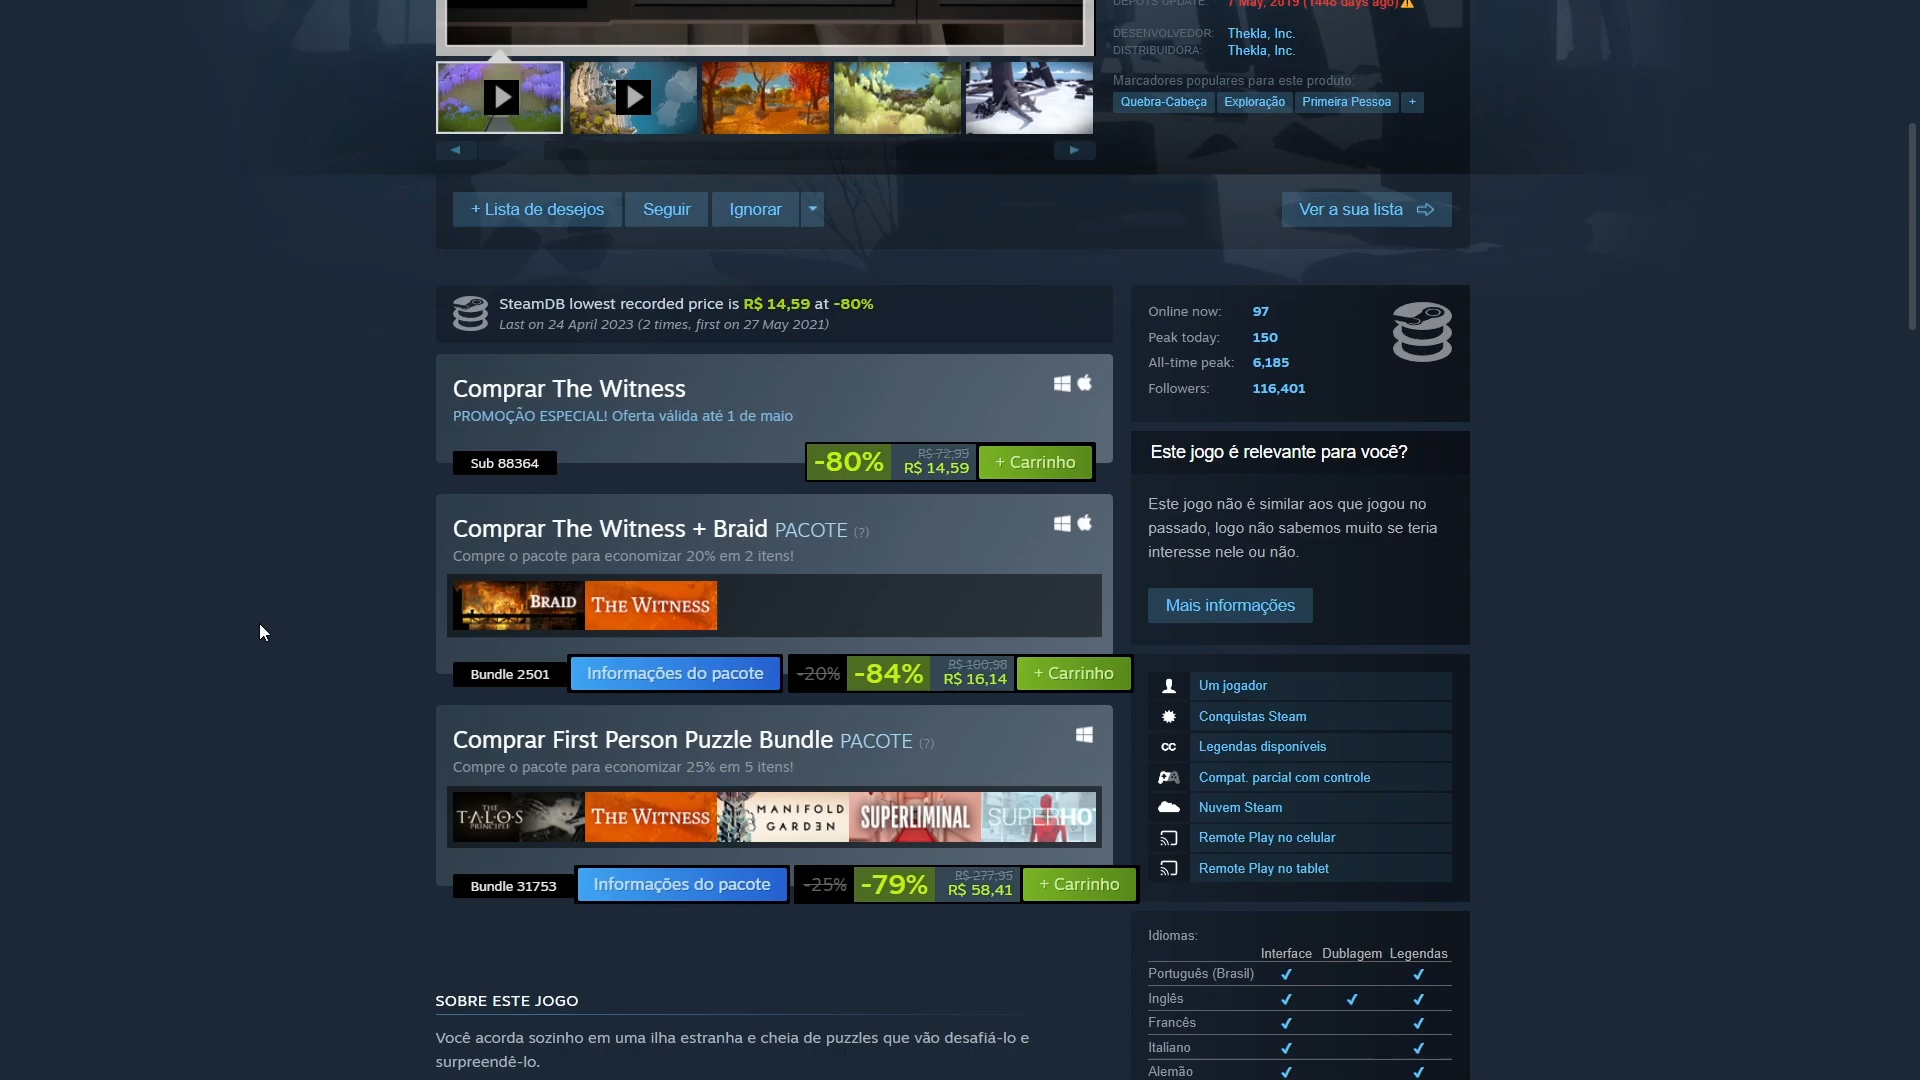 DEPOTS UPDATE: 7 May, 2019 (1448 days ago)
DESENVOLVEDOR: Thekla, Inc.
DISTRIBUIDORA: Thekla, Inc.
Marcadores populares para este produto:
Quebra-Cabeça Exploração Primeira Pessoa +
+ Lista de desejos Seguir Ignorar Ver a sua lista
SteamDB lowest recorded price is R$ 14,59 at -80%
Last on 24 April 2023 (2 times, first on 27 May 2021)
Comprar The Witness
PROMOÇÃO ESPECIAL! Oferta válida até 1 de maio
Sub 88364
-80% R$ 72,99 R$ 14,59 + Carrinho
Comprar The Witness + Braid PACOTE (?)
Compre o pacote para economizar 20% em 2 itens!
BRAID THE WITNESS
Bundle 2501 Informações do pacote -20% -84% R$ 100,98 R$ 16,14 + Carrinho
Comprar First Person Puzzle Bundle PACOTE (?)
Compre o pacote para economizar 25% em 5 itens!
THE TALOS PRINCIPLE THE WITNESS MANIFOLD GARDEN SUPERLIMINAL SUPERHOT
Bundle 31753 Informações do pacote -25% -79% R$ 277,95 R$ 58,41 + Carrinho
SOBRE ESTE JOGO
Você acorda sozinho em uma ilha estranha e cheia de puzzles que vão desafiá-lo e
surpreendê-lo.
Online now: 97
Peak today: 150
All-time peak: 6,185
Followers: 116,401
Este jogo é relevante para você?
Este jogo não é similar aos que jogou no
passado, logo não sabemos muito se teria
interesse nele ou não.
Mais informações
Um jogador
Conquistas Steam
CC Legendas disponíveis
Compat. parcial com controle
Nuvem Steam
Remote Play no celular
Remote Play no tablet
Idiomas:
Interface Dublagem Legendas
Português (Brasil) ✔ ✔
Inglês ✔ ✔ ✔
Francês ✔ ✔
Italiano ✔ ✔
Alemão ✔ ✔